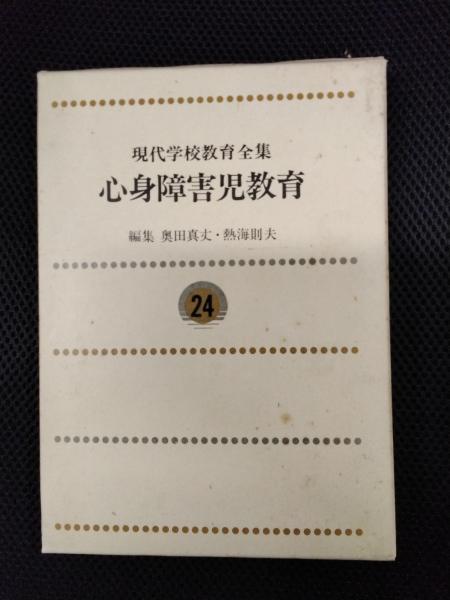 現代学校教育全集
心身障害児教育
編集 奥田真丈・熱海則夫
24